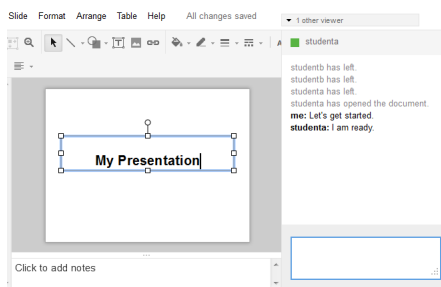 Slide Format Arrange Table Help All changes saved
1 other viewer
studenta
studentb has left.
studentb has left.
studenta has left.
studenta has opened the document.
me: Let's get started.
studenta: I am ready.
My Presentation
Click to add notes